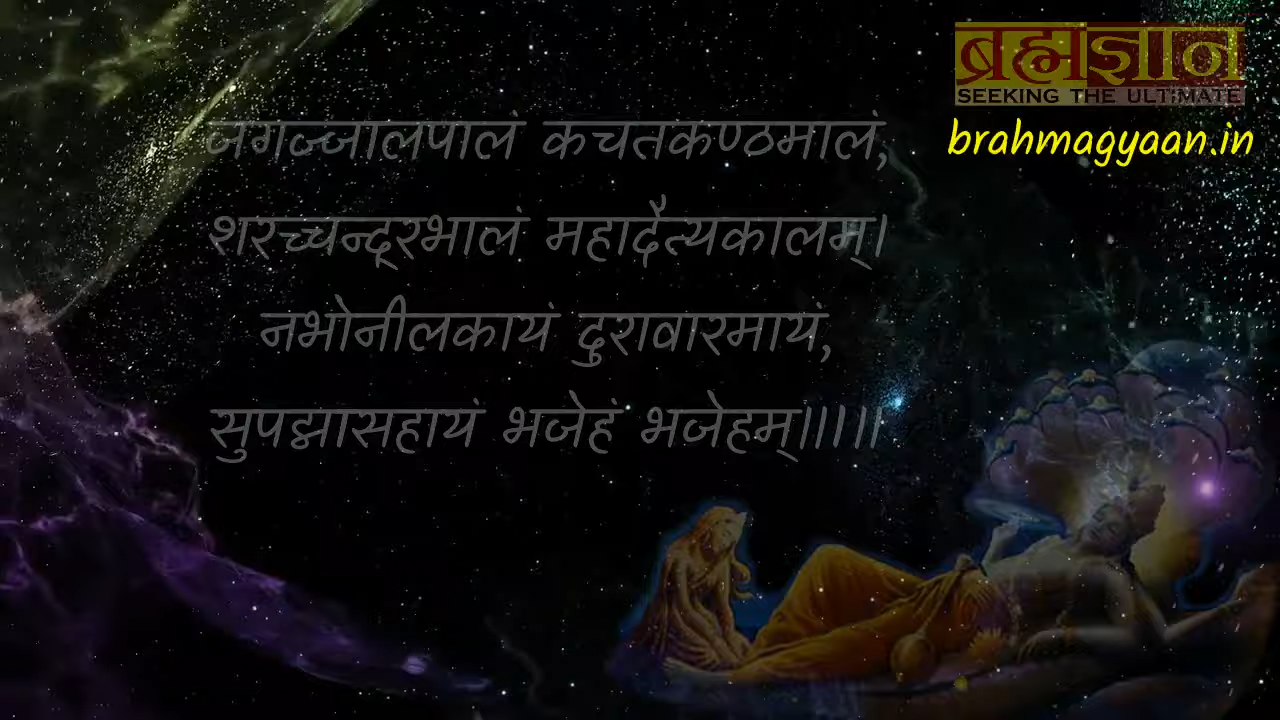 ब्रह्मज्ञान
SEEKING THE ULTIMATE
brahmagyaan.in
जगज्जालपालं कचतकण्ठमालं,
शरच्चन्द्रभालं महादैत्यकालम्।
नभोनीलकायं दुरावारमायं,
सुपद्मासहायं भजेहं भजेहम्॥॥॥